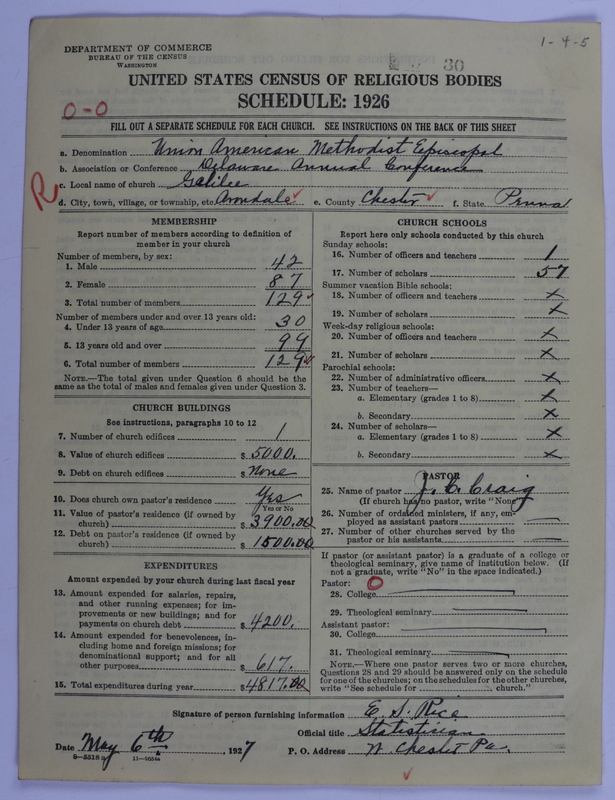 1-4-5
DEPARTMENT OF COMMERCE
BUREAU OF THE CENSUS
WASHINGTON
30
UNITED STATES CENSUS OF RELIGIOUS BODIES
SCHEDULE: 1926
0-0
FILL OUT A SEPARATE SCHEDULE FOR EACH CHURCH. SEE INSTRUCTIONS ON THE BACK OF THIS SHEET
R
a. Denomination Union American Methodist Episcopal
b. Association or Conference Delaware Annual Conference
c. Local name of church Galilee
d. City, town, village, or township, etc. Avondale e. County Chester f. State Penna
MEMBERSHIP
Report number of members according to definition of
member in your church
Number of members, by sex:
1. Male 42
2. Female 87
3. Total number of members 129
Number of members under and over 13 years old:
4. Under 13 years of age 30
5. 13 years old and over 99
6. Total number of members 129
NOTE.—The total given under Question 6 should be the
same as the total of males and females given under Question 3.
CHURCH BUILDINGS
See instructions, paragraphs 10 to 12
7. Number of church edifices 1
8. Value of church edifices $ 5000.
9. Debt on church edifices $ None
10. Does church own pastor's residence Yes
Yes or No
11. Value of pastor's residence (if owned by
church) $ 3900.00
12. Debt on pastor's residence (if owned by
church) $ 1500.00
EXPENDITURES
Amount expended by your church during last fiscal year
13. Amount expended for salaries, repairs,
and other running expenses; for im-
provements or new buildings; and for
payments on church debt $ 4200.
14. Amount expended for benevolences, in-
cluding home and foreign missions; for
denominational support; and for all
other purposes $ 617.
15. Total expenditures during year $ 4817.00
CHURCH SCHOOLS
Report here only schools conducted by this church
Sunday schools:
16. Number of officers and teachers 1
17. Number of scholars 57
Summer vacation Bible schools:
18. Number of officers and teachers x
19. Number of scholars x
Week-day religious schools:
20. Number of officers and teachers x
21. Number of scholars x
Parochial schools:
22. Number of administrative officers x
23. Number of teachers—
a. Elementary (grades 1 to 8) x
b. Secondary x
24. Number of scholars—
a. Elementary (grades 1 to 8) x
b. Secondary x
PASTOR
25. Name of pastor J. C. Craig
(If church has no pastor, write "None")
26. Number of ordained ministers, if any, em-
ployed as assistant pastors —
27. Number of other churches served by the
pastor or his assistants —
If pastor (or assistant pastor) is a graduate of a college or
theological seminary, give name of institution below. (If
not a graduate, write "No" in the space indicated.)
Pastor: 0
28. College
29. Theological seminary
Assistant pastor:
30. College
31. Theological seminary
NOTE.—Where one pastor serves two or more churches,
Questions 28 and 29 should be answered only on the schedule
for one of the churches; on the schedules for the other churches,
write "See schedule for church."
Signature of person furnishing information E. S. Rice
Official title Statistician
Date May 6th, 1927 P. O. Address W. Chester Pa.